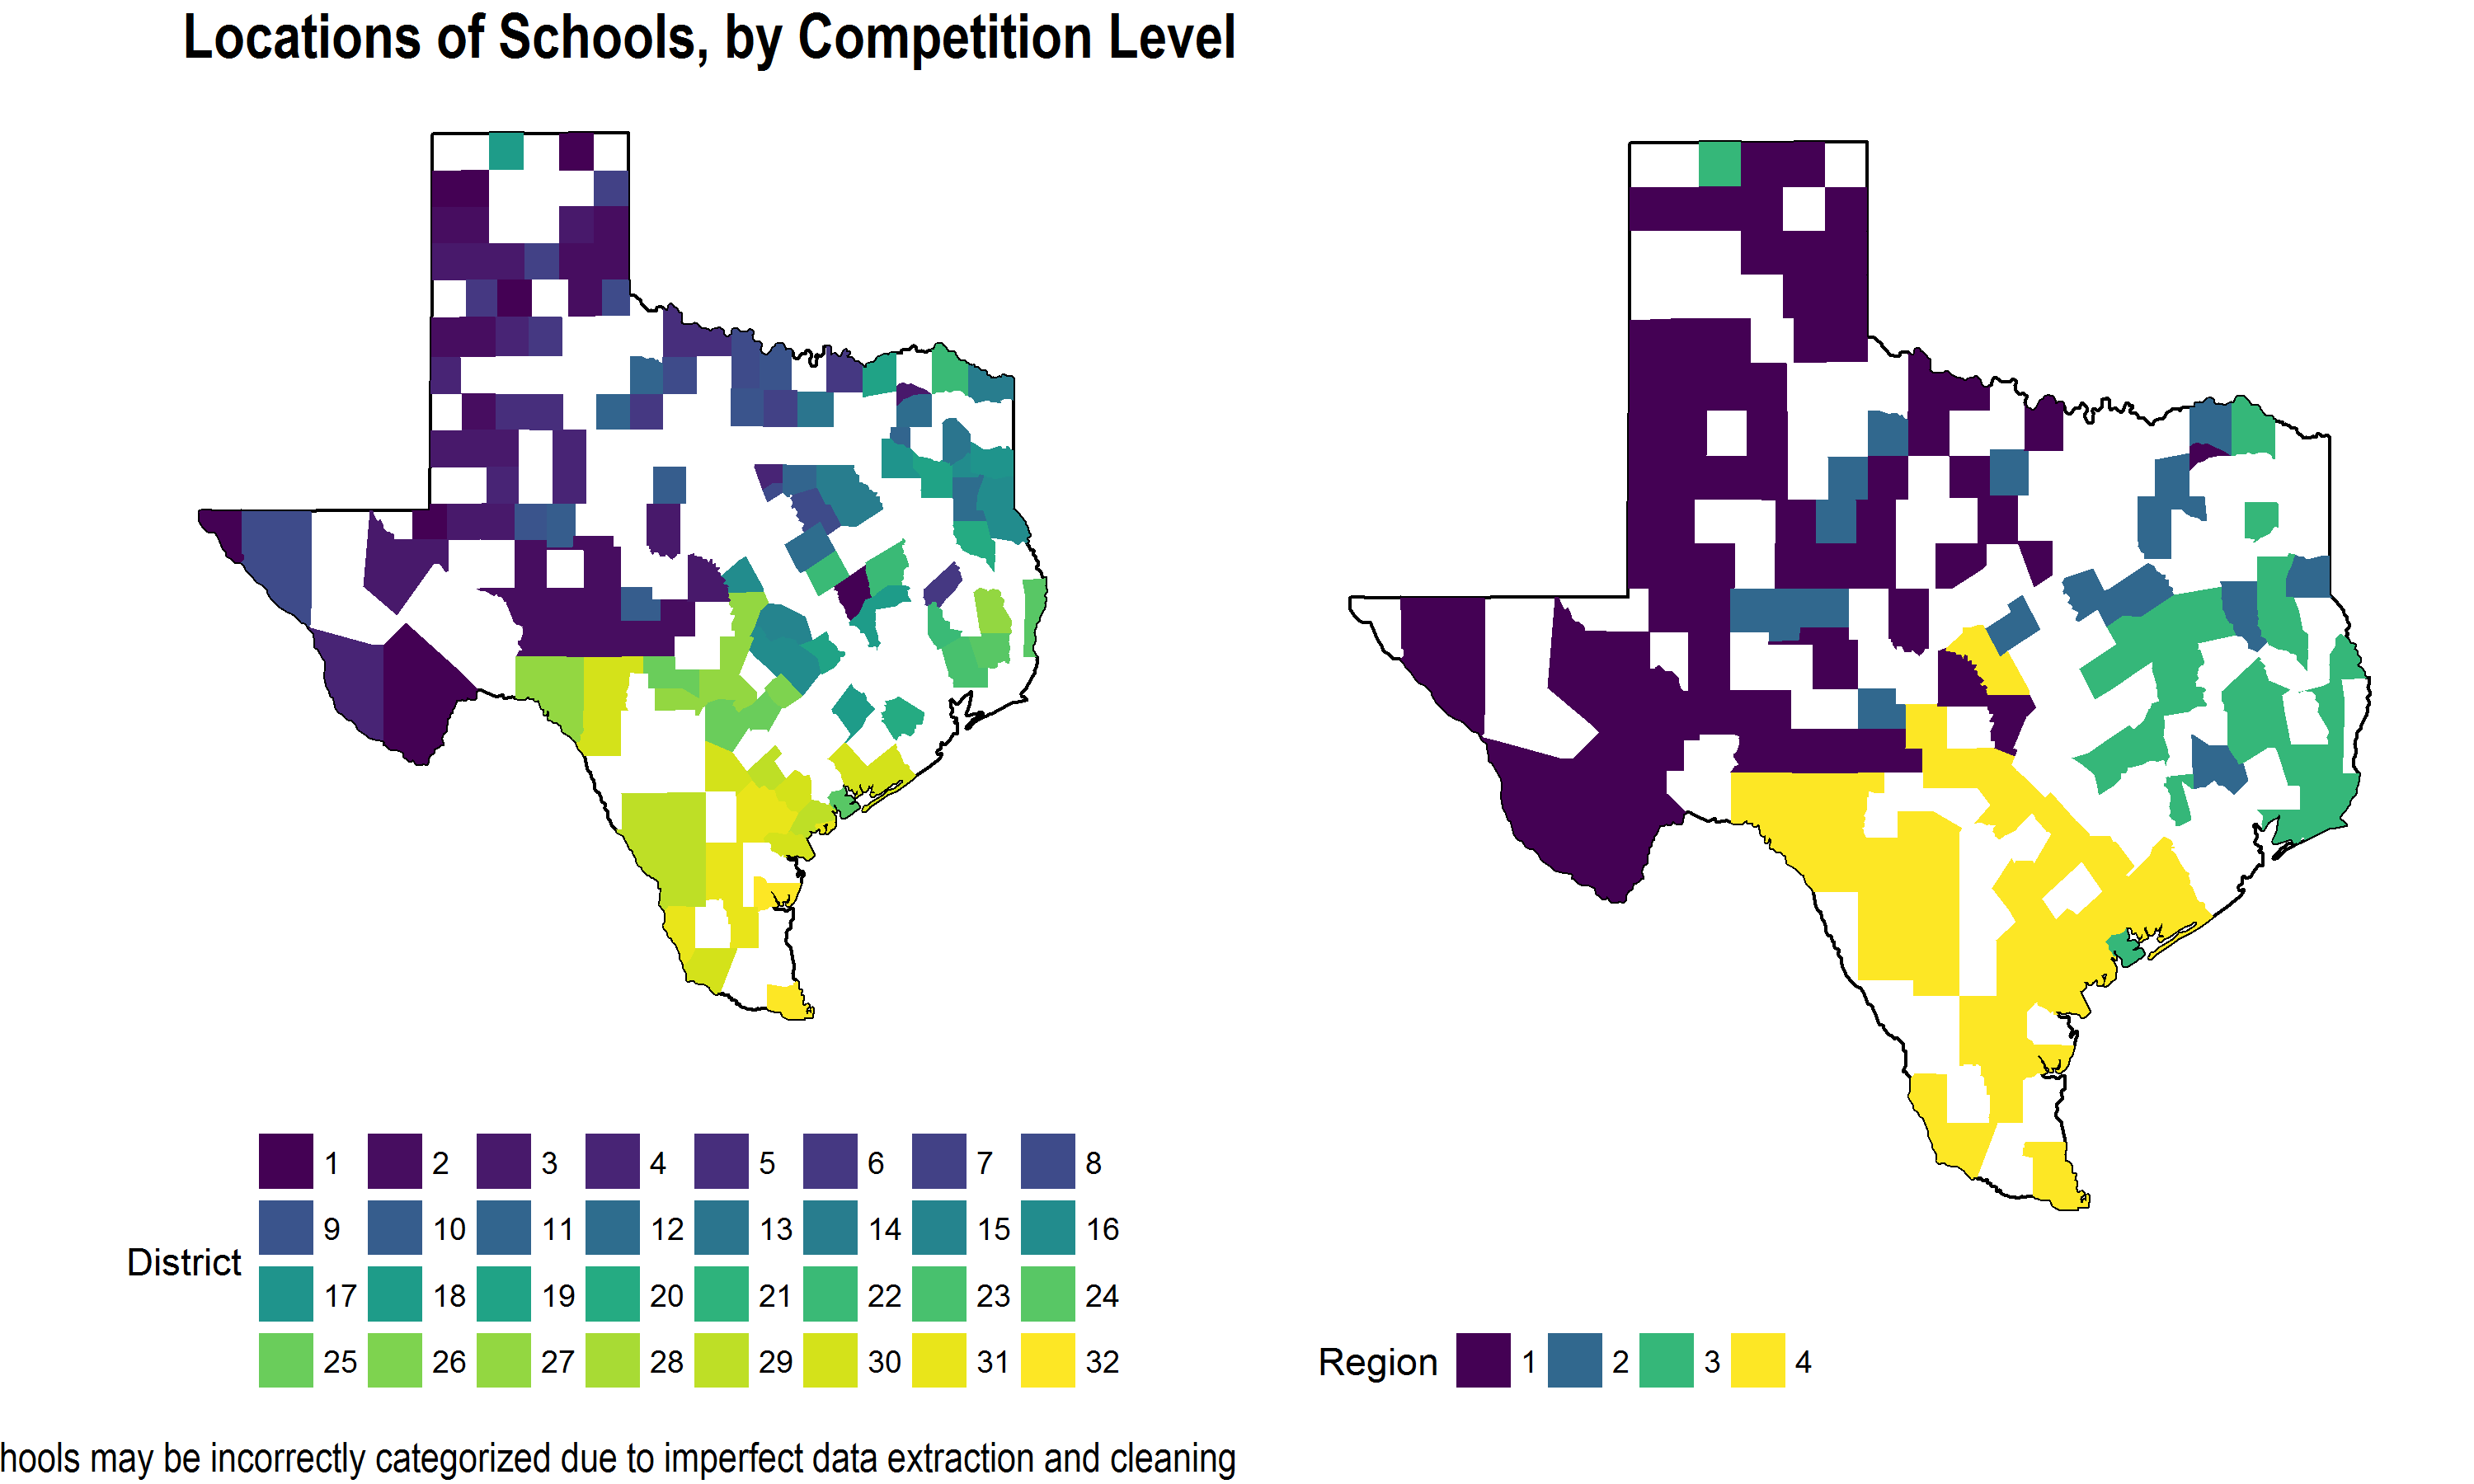 Locations of Schools, by Competition Level
District
1 2 3 4 5 6 7 8
9 10 11 12 13 14 15 16
17 18 19 20 21 22 23 24
25 26 27 28 29 30 31 32
Region 1 2 3 4
hools may be incorrectly categorized due to imperfect data extraction and cleaning